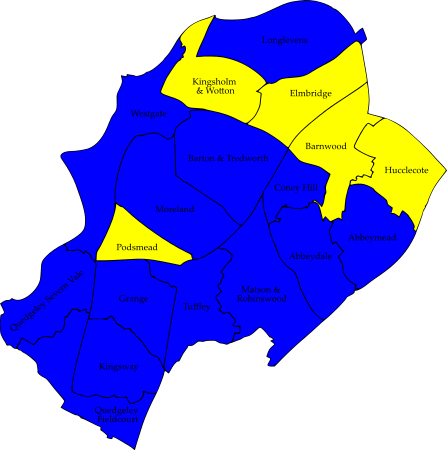 Longlevens
Kingsholm
& Wotton
Elmbridge
Westgate
Barnwood
Barton & Tredworth
Hucclecote
Coney Hill
Moreland
Abbeymead
Podsmead
Abbeydale
Quedgeley Severn Vale
Grange
Tuffley
Matson &
Robinswood
Kingsway
Quedgeley
Fieldcourt